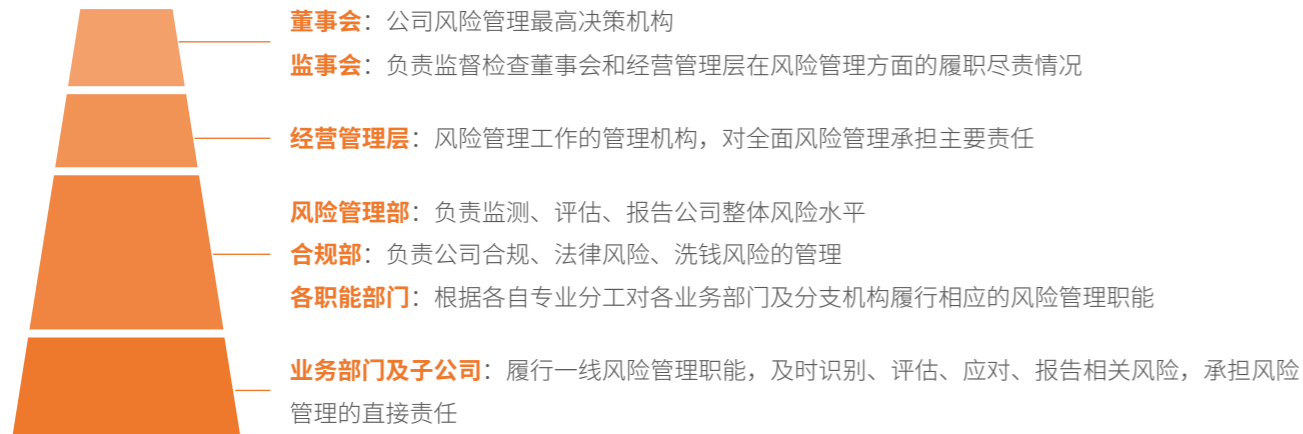 董事会：公司风险管理最高决策机构
监事会：负责监督检查董事会和经营管理层在风险管理方面的履职尽责情况
经营管理层：风险管理工作的管理机构，对全面风险管理承担主要责任
风险管理部：负责监测、评估、报告公司整体风险水平
合规部：负责公司合规、法律风险、洗钱风险的管理
各职能部门：根据各自专业分工对各业务部门及分支机构履行相应的风险管理职能
业务部门及子公司：履行一线风险管理职能，及时识别、评估、应对、报告相关风险，承担风险
管理的直接责任